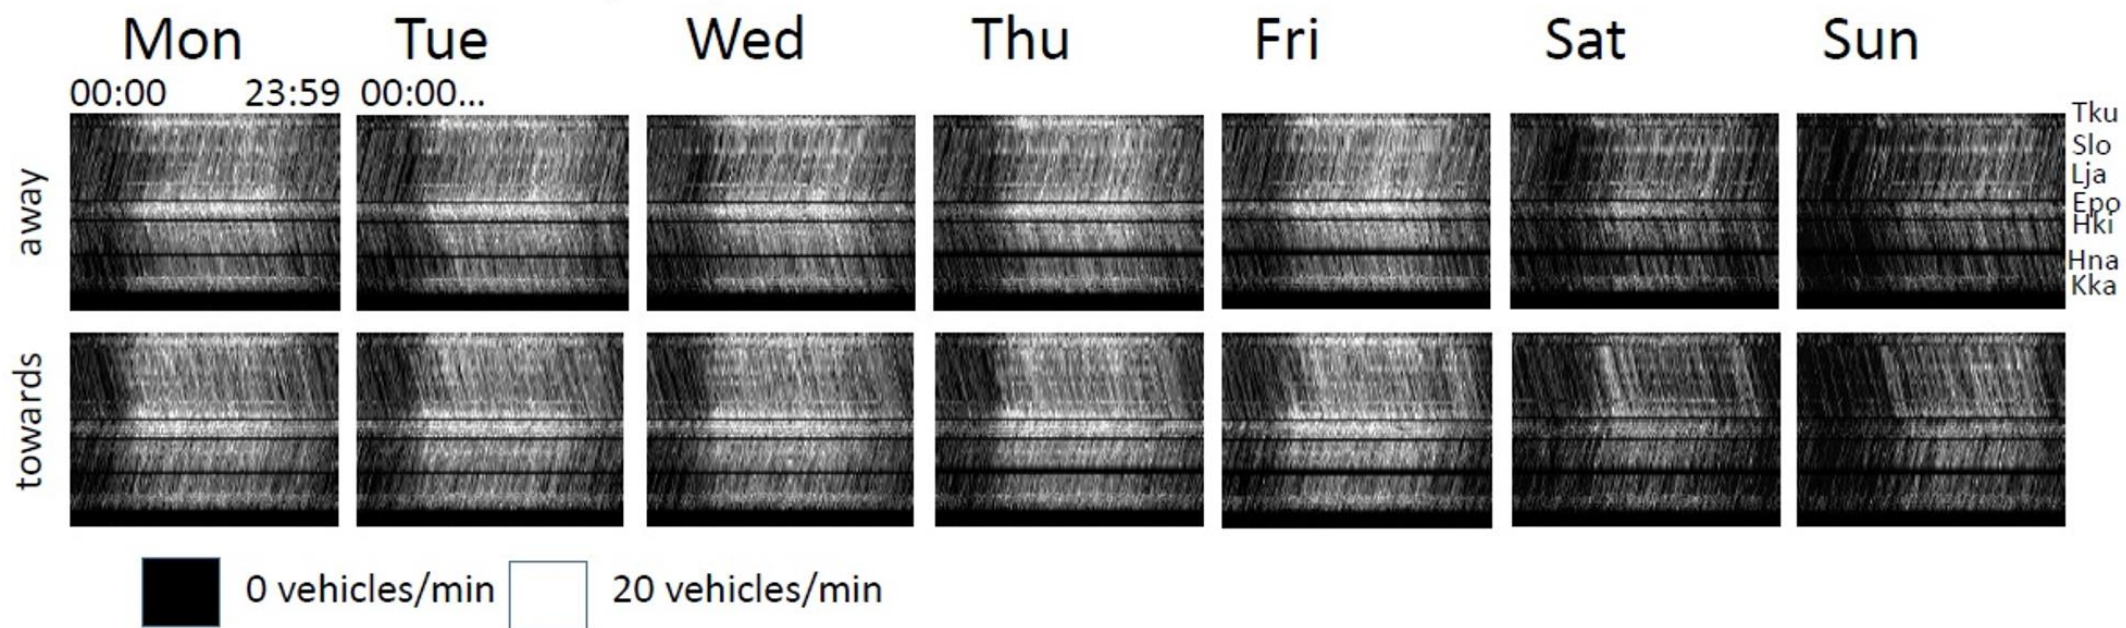 Mon Tue Wed Thu Fri Sat Sun
00:00 23:59 00:00...
away
Tku
Slo
Lja
Epo
Hki
Hna
Kka
towards
0 vehicles/min 20 vehicles/min